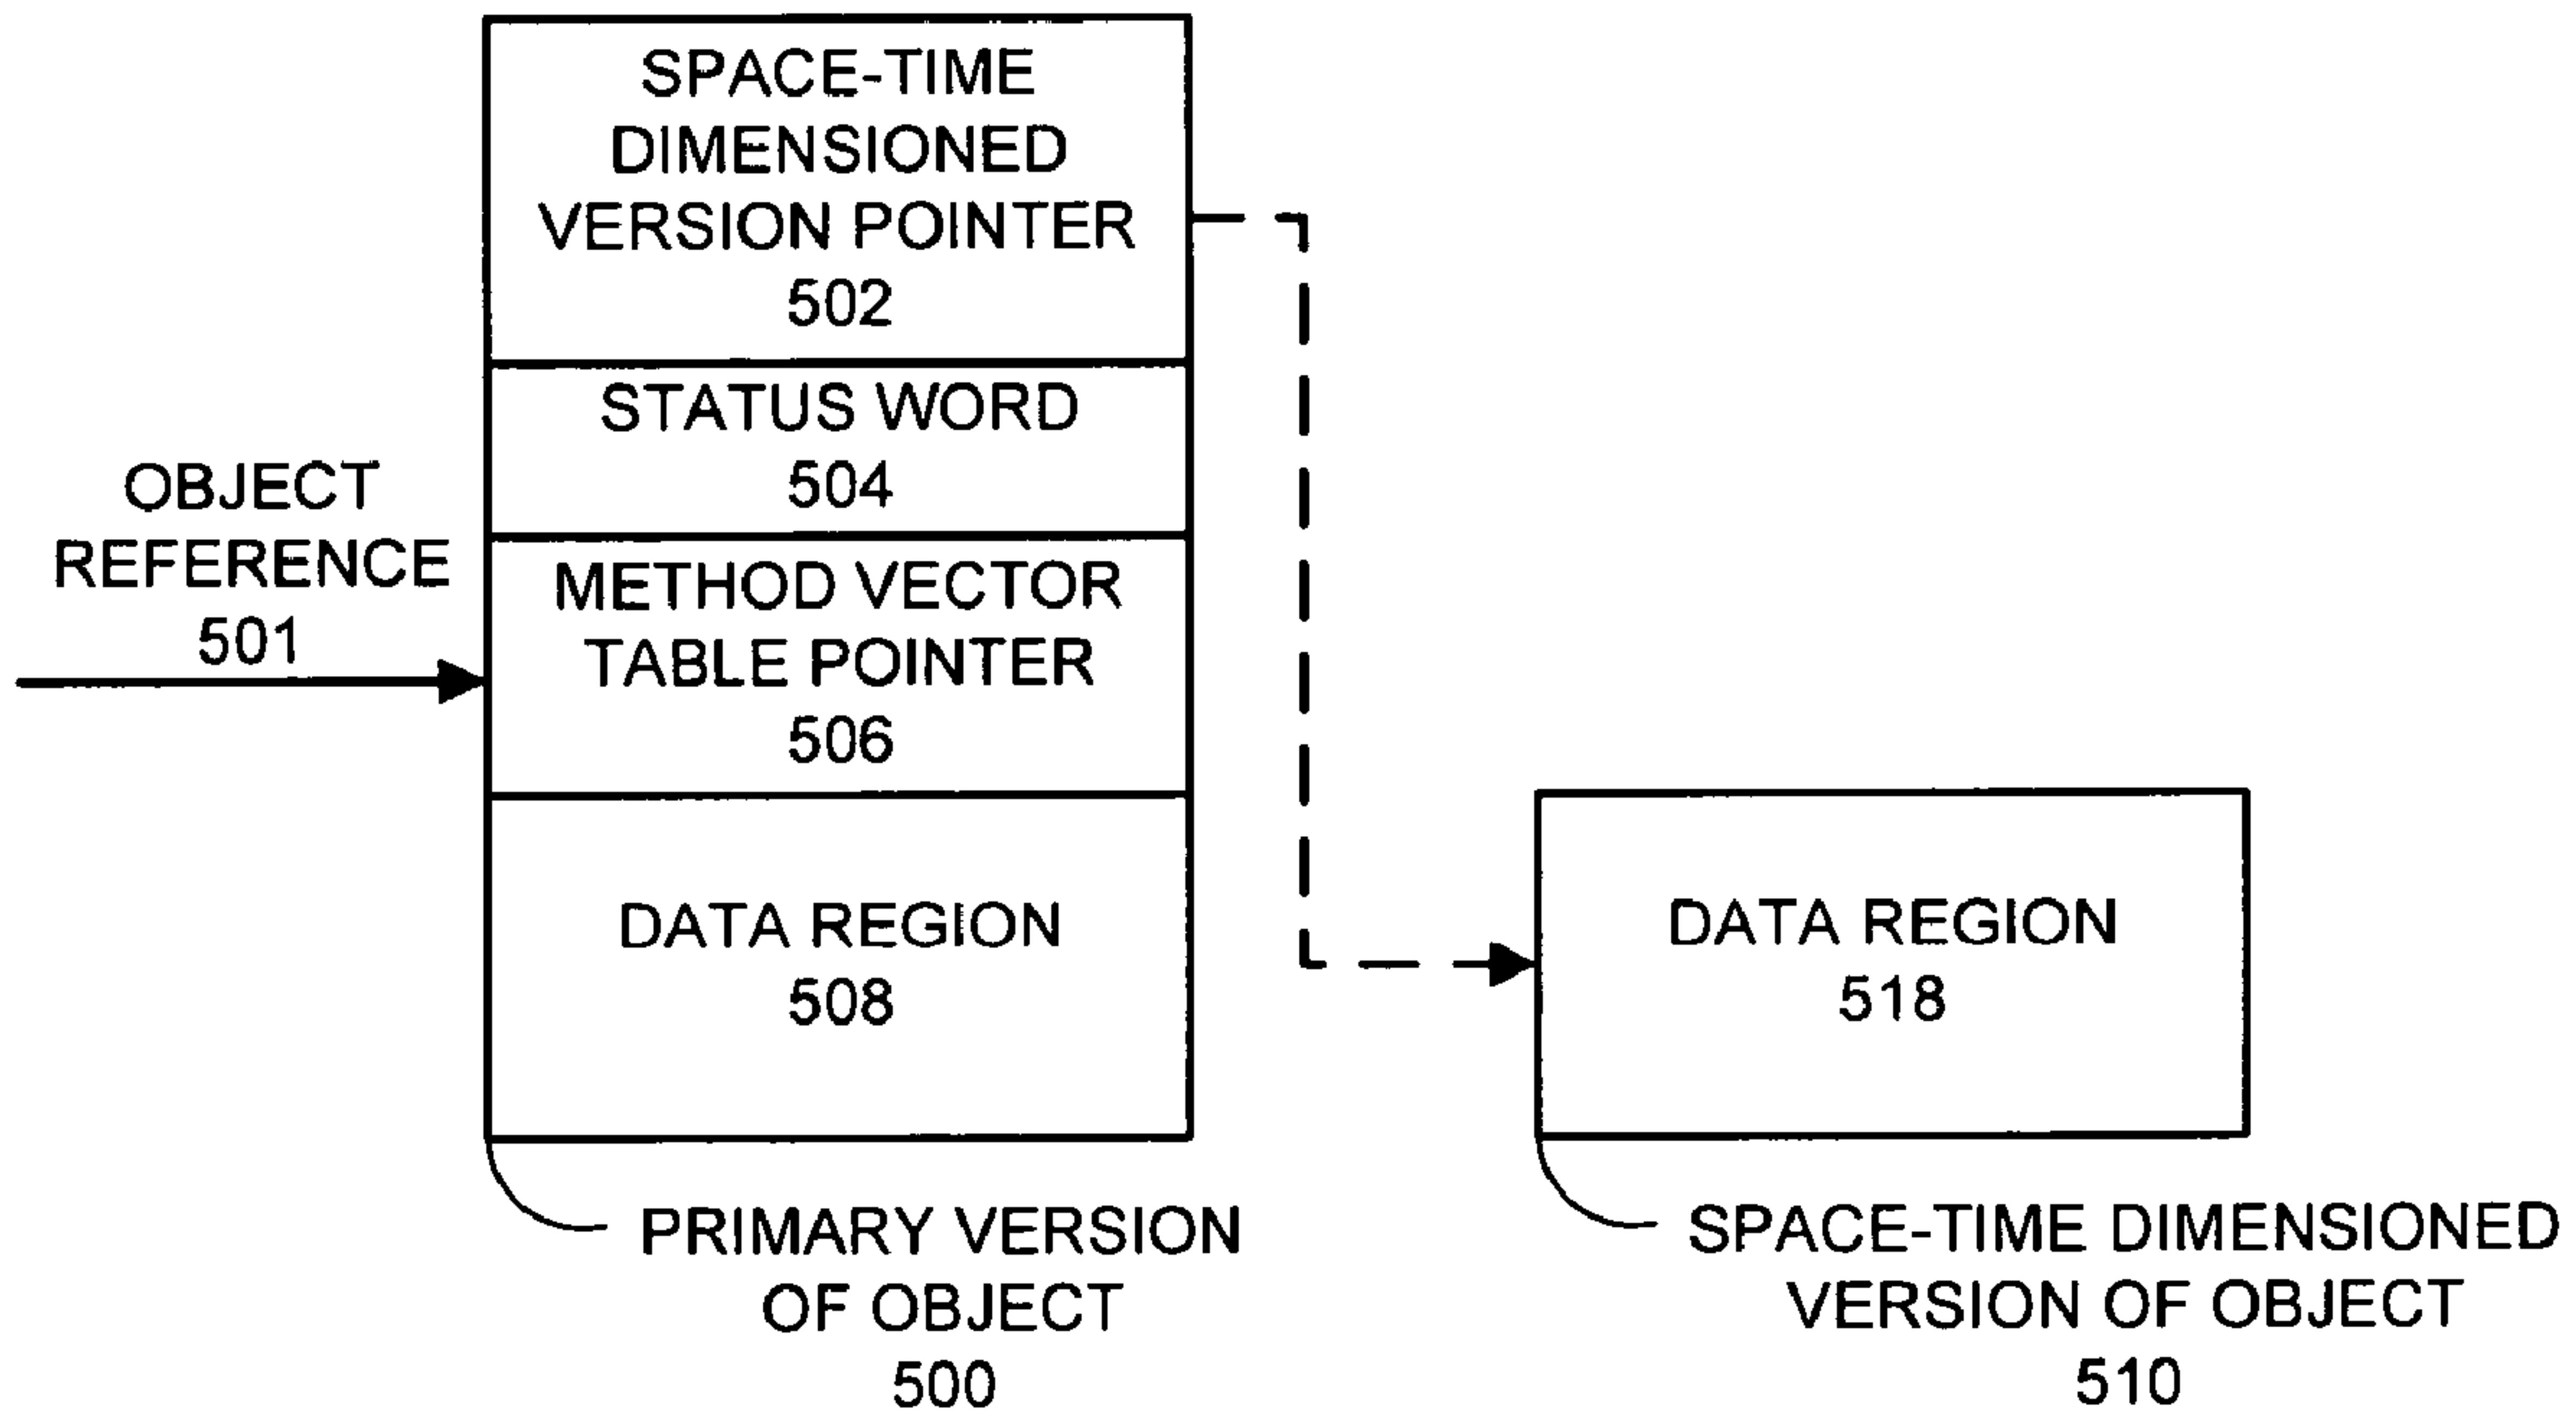 SPACE-TIME
DIMENSIONED
VERSION POINTER
502
STATUS WORD
504
OBJECT
REFERENCE
501
METHOD VECTOR
TABLE POINTER
506
DATA REGION
508
DATA REGION
518
PRIMARY VERSION
OF OBJECT
500
SPACE-TIME DIMENSIONED
VERSION OF OBJECT
510